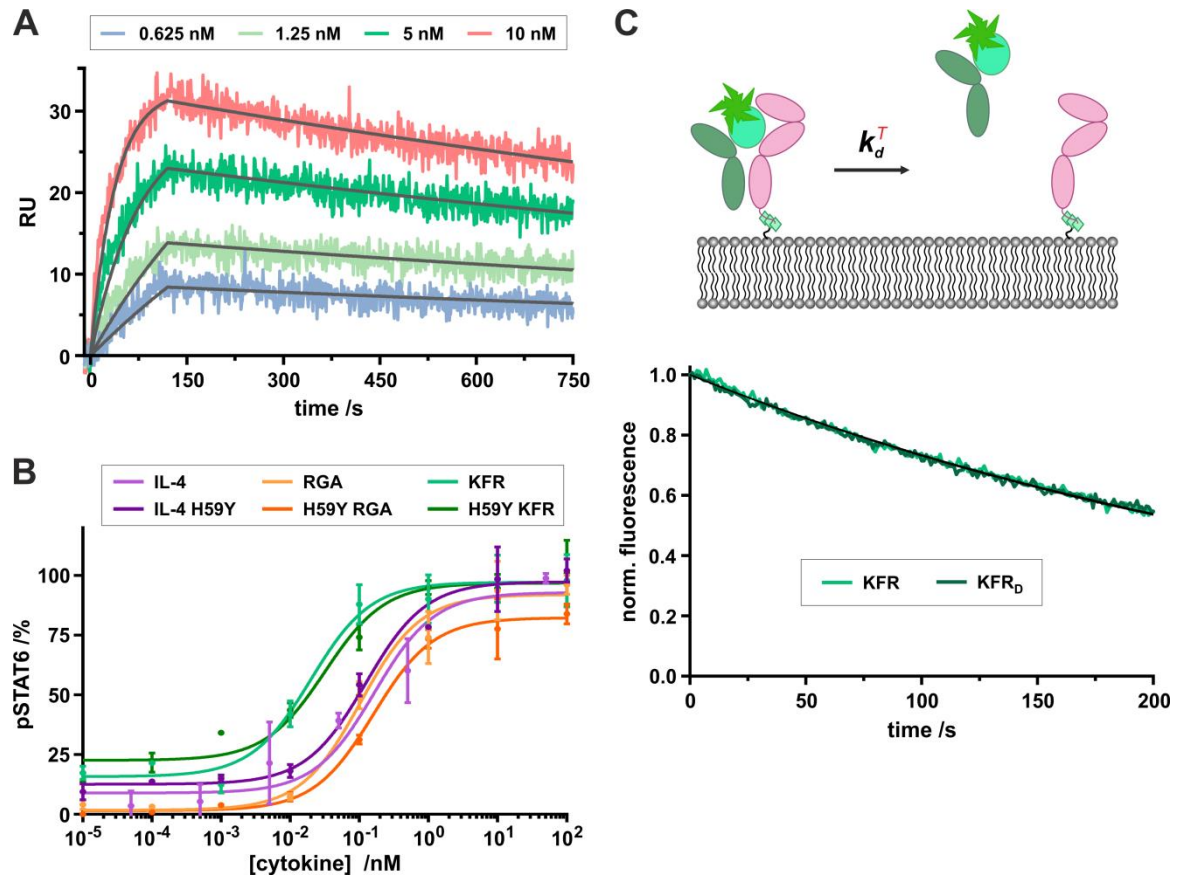 A
0.625 nM 1.25 nM 5 nM 10 nM
30
20
10
0
RU
0 150 300 450 600 750
time /s
B
IL-4 RGA KFR
IL-4 H59Y H59Y RGA H59Y KFR
100
75
50
25
0
pSTAT6 /%
10⁻⁵ 10⁻⁴ 10⁻³ 10⁻² 10⁻¹ 10⁰ 10¹ 10²
[cytokine] /nM
C
k_d^T
1.0
0.8
0.6
0.4
0.2
0.0
norm. fluorescence
KFR KFR_D
0 50 100 150 200
time /s